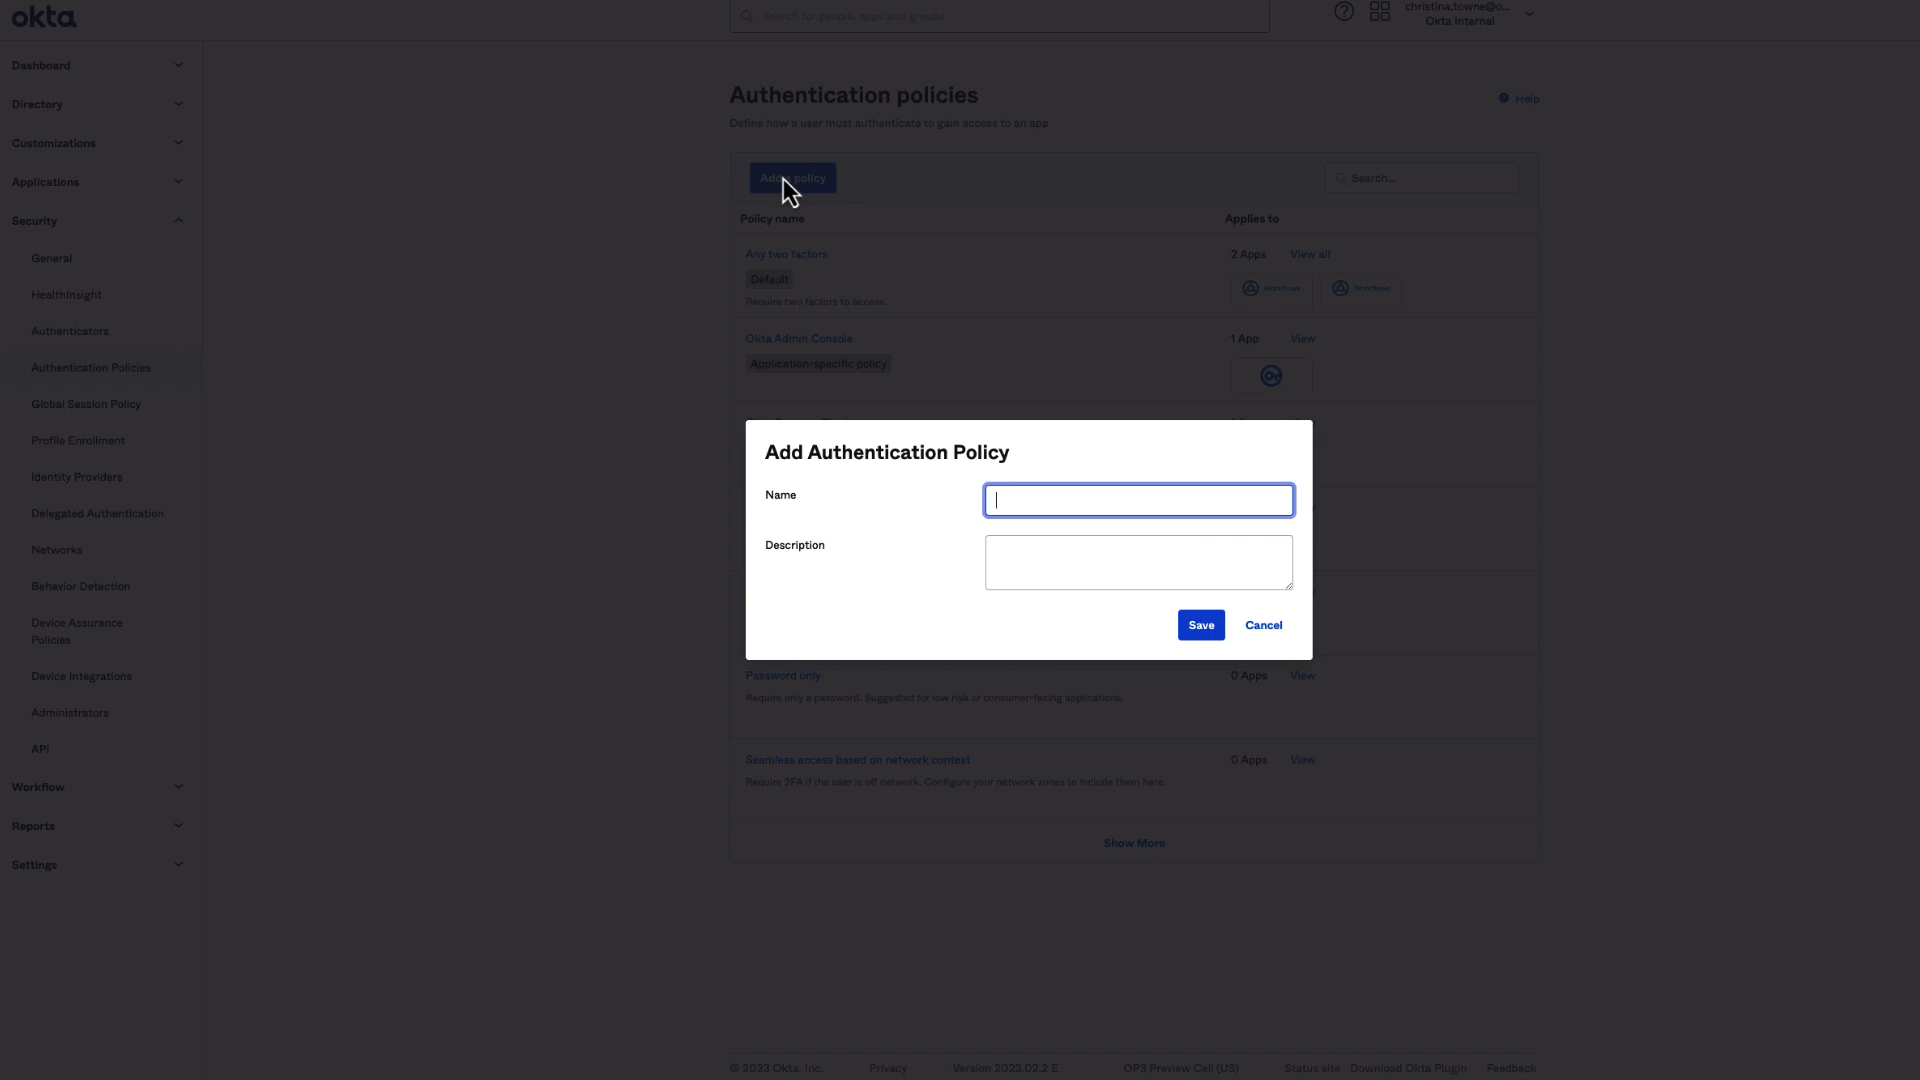 okta
Search for people, apps and groups
christina.towne@o...
Okta Internal
Dashboard
Directory
Customizations
Applications
Security
General
HealthInsight
Authenticators
Authentication Policies
Global Session Policy
Profile Enrollment
Identity Providers
Delegated Authentication
Networks
Behavior Detection
Device Assurance
Policies
Device Integrations
Administrators
API
Workflow
Reports
Settings
Authentication policies
Help
Define how a user must authenticate to gain access to an app
Add a policy
Search...
Policy name Applies to
Any two factors 2 Apps View all
Default
Workflows Workflows
Require two factors to access.
Okta Admin Console 1 App View
Application-specific policy
Add Authentication Policy
Name
Description
Save Cancel
Password only 0 Apps View
Require only a password. Suggested for low risk or consumer-facing applications.
Seamless access based on network context 0 Apps View
Require 2FA if the user is off network. Configure your network zones to include them here.
Show More
© 2023 Okta, Inc. Privacy Version 2023.02.2 E OP3 Preview Cell (US) Status site Download Okta Plugin Feedback